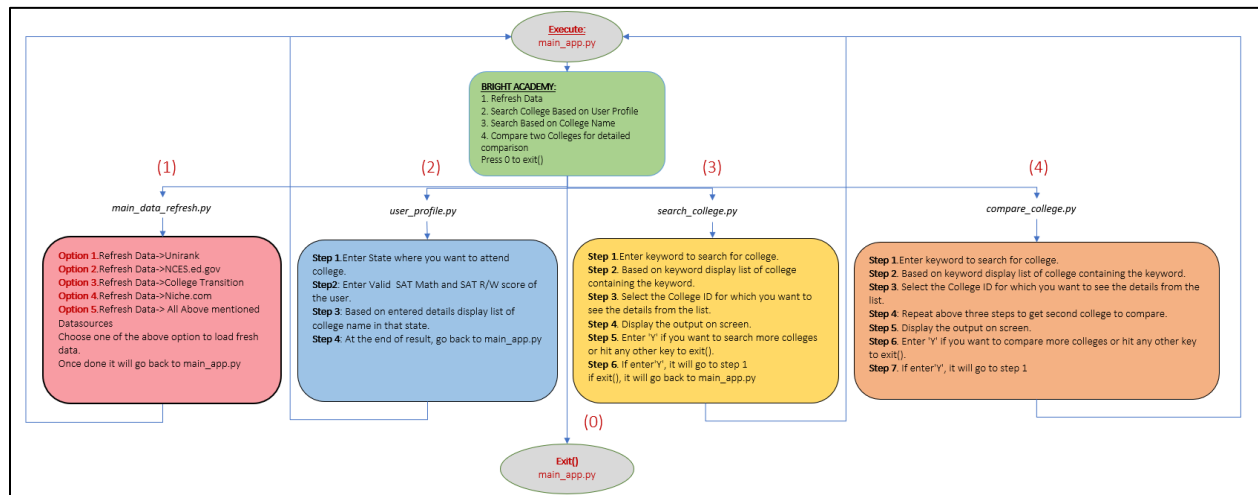 Execute:
main_app.py
BRIGHT ACADEMY:
1. Refresh Data
2. Search College Based on User Profile
3. Search Based on College Name
4. Compare two Colleges for detailed
comparison
Press 0 to exit()
(1)
(2)
(3)
(4)
main_data_refresh.py
user_profile.py
search_college.py
compare_college.py
Option 1.Refresh Data->Unirank
Option 2.Refresh Data->NCES.ed.gov
Option 3.Refresh Data->College Transition
Option 4.Refresh Data->Niche.com
Option 5.Refresh Data-> All Above mentioned
Datasources
Choose one of the above option to load fresh
data.
Once done it will go back to main_app.py
Step 1.Enter State where you want to attend
college.
Step2: Enter Valid SAT Math and SAT R/W score of
the user.
Step 3: Based on entered details display list of
college name in that state.
Step 4: At the end of result, go back to main_app.py
Step 1.Enter keyword to search for college.
Step 2. Based on keyword display list of college
containing the keyword.
Step 3. Select the College ID for which you want to
see the details from the list.
Step 4. Display the output on screen.
Step 5. Enter 'Y' if you want to search more colleges
or hit any other key to exit().
Step 6. If enter'Y', it will go to step 1
if exit(), it will go back to main_app.py
Step 1.Enter keyword to search for college.
Step 2. Based on keyword display list of college containing the keyword.
Step 3. Select the College ID for which you want to see the details from the
list.
Step 4: Repeat above three steps to get second college to compare.
Step 5. Display the output on screen.
Step 6. Enter 'Y' if you want to compare more colleges or hit any other key
to exit().
Step 7. If enter'Y', it will go to step 1
(0)
Exit()
main_app.py